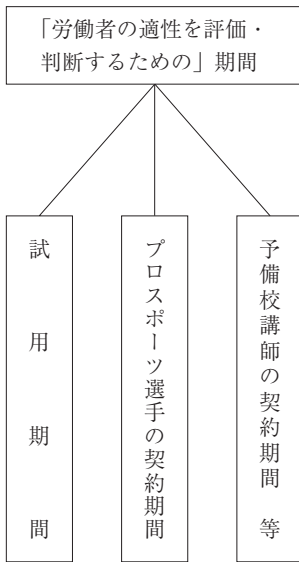 「労働者の適性を評価・
判断するための」期間
試用期間
プロスポーツ選手の契約期間
予備校講師の契約期間等